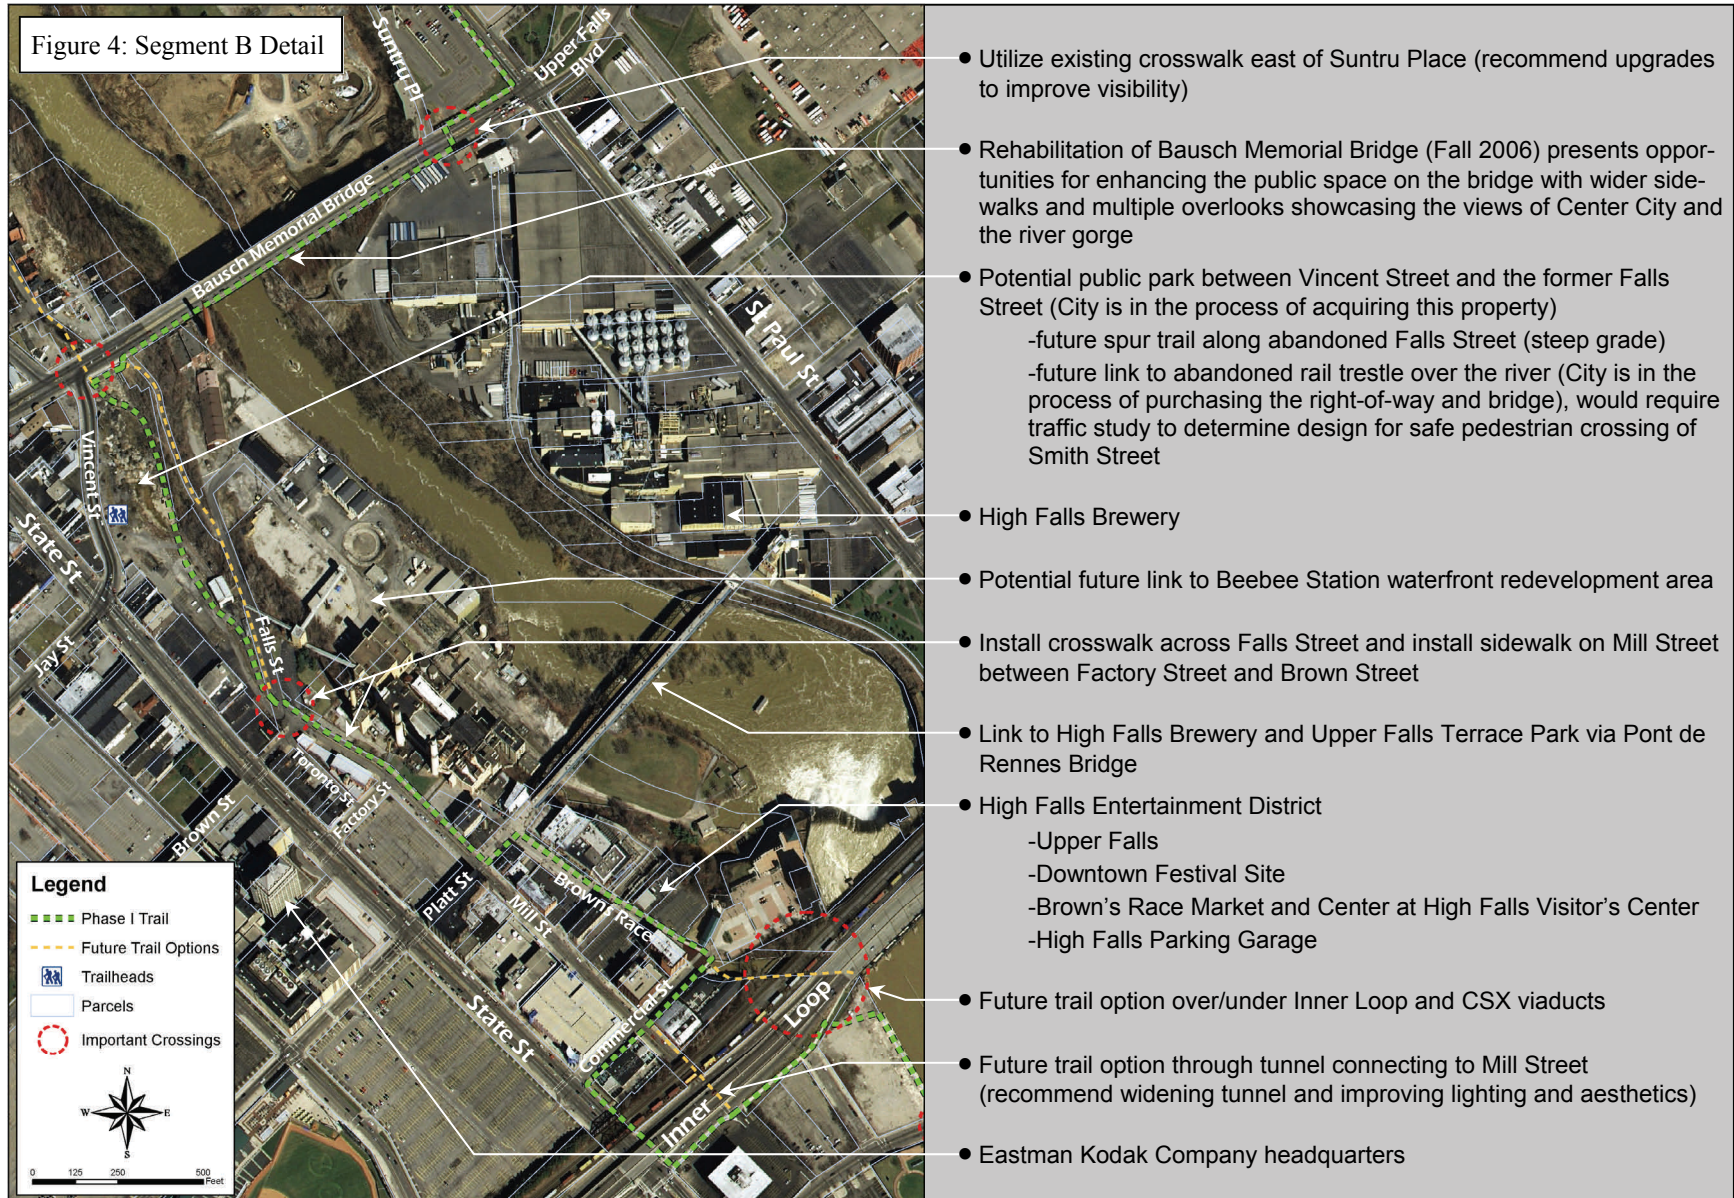 Figure 4: Segment B Detail
Suntru Pl
Upper Falls
Blvd
Bausch Memorial Bridge
St Paul St
Vincent St
State St
Jay St
Falls St
Toronto St
Factory St
Brown St
Platt St
Mill St
Browns Race
Commercial St
State St
Inner
Loop
Legend
Phase I Trail
Future Trail Options
Trailheads
Parcels
Important Crossings
N
W
E
S
0 125 250 500
Feet
• Utilize existing crosswalk east of Suntru Place (recommend upgrades
to improve visibility)
• Rehabilitation of Bausch Memorial Bridge (Fall 2006) presents oppor-
tunities for enhancing the public space on the bridge with wider side-
walks and multiple overlooks showcasing the views of Center City and
the river gorge
• Potential public park between Vincent Street and the former Falls
Street (City is in the process of acquiring this property)
-future spur trail along abandoned Falls Street (steep grade)
-future link to abandoned rail trestle over the river (City is in the
process of purchasing the right-of-way and bridge), would require
traffic study to determine design for safe pedestrian crossing of
Smith Street
• High Falls Brewery
• Potential future link to Beebee Station waterfront redevelopment area
• Install crosswalk across Falls Street and install sidewalk on Mill Street
between Factory Street and Brown Street
• Link to High Falls Brewery and Upper Falls Terrace Park via Pont de
Rennes Bridge
• High Falls Entertainment District
-Upper Falls
-Downtown Festival Site
-Brown's Race Market and Center at High Falls Visitor's Center
-High Falls Parking Garage
• Future trail option over/under Inner Loop and CSX viaducts
• Future trail option through tunnel connecting to Mill Street
(recommend widening tunnel and improving lighting and aesthetics)
• Eastman Kodak Company headquarters